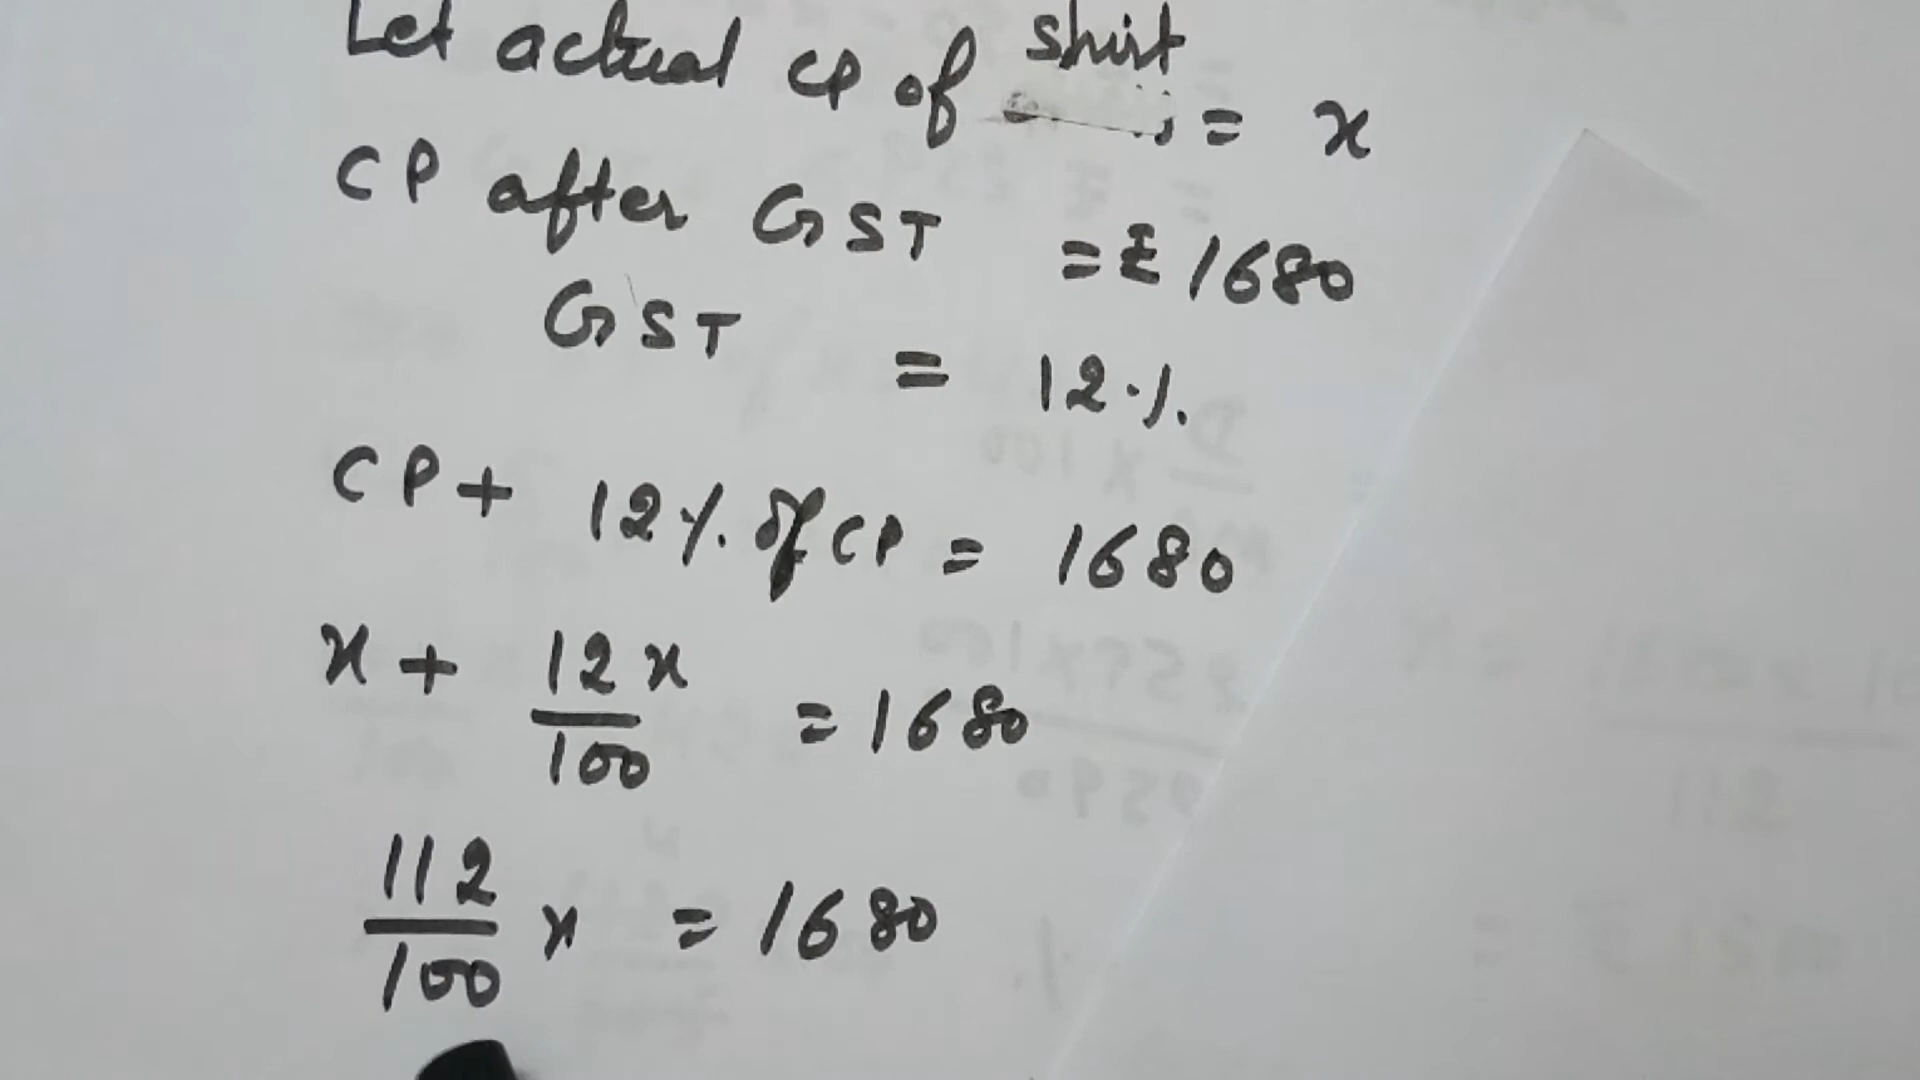 Let actual CP of shirt = x
CP after GST = ₹ 1680
GST = 12%.
CP + 12%. of CP = 1680
x + 12x/100 = 1680
112/100 x = 1680